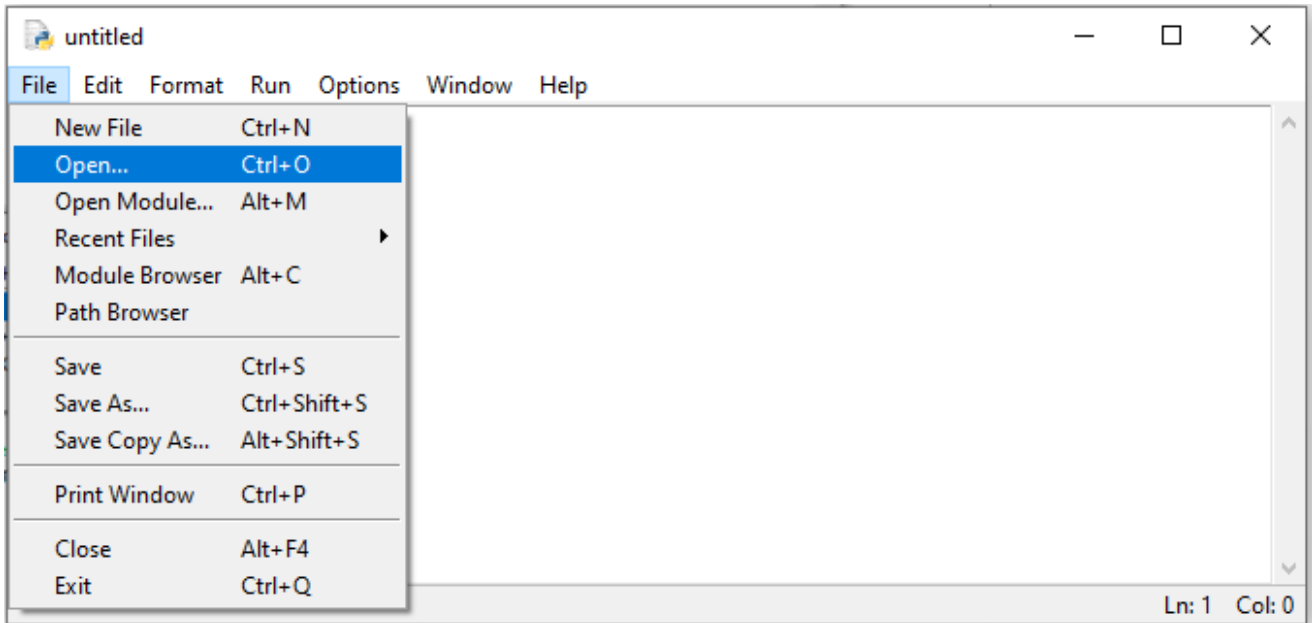 untitled
File Edit Format Run Options Window Help
New File Ctrl+N
Open... Ctrl+O
Open Module... Alt+M
Recent Files
Module Browser Alt+C
Path Browser
Save Ctrl+S
Save As... Ctrl+Shift+S
Save Copy As... Alt+Shift+S
Print Window Ctrl+P
Close Alt+F4
Exit Ctrl+Q
Ln: 1 Col: 0